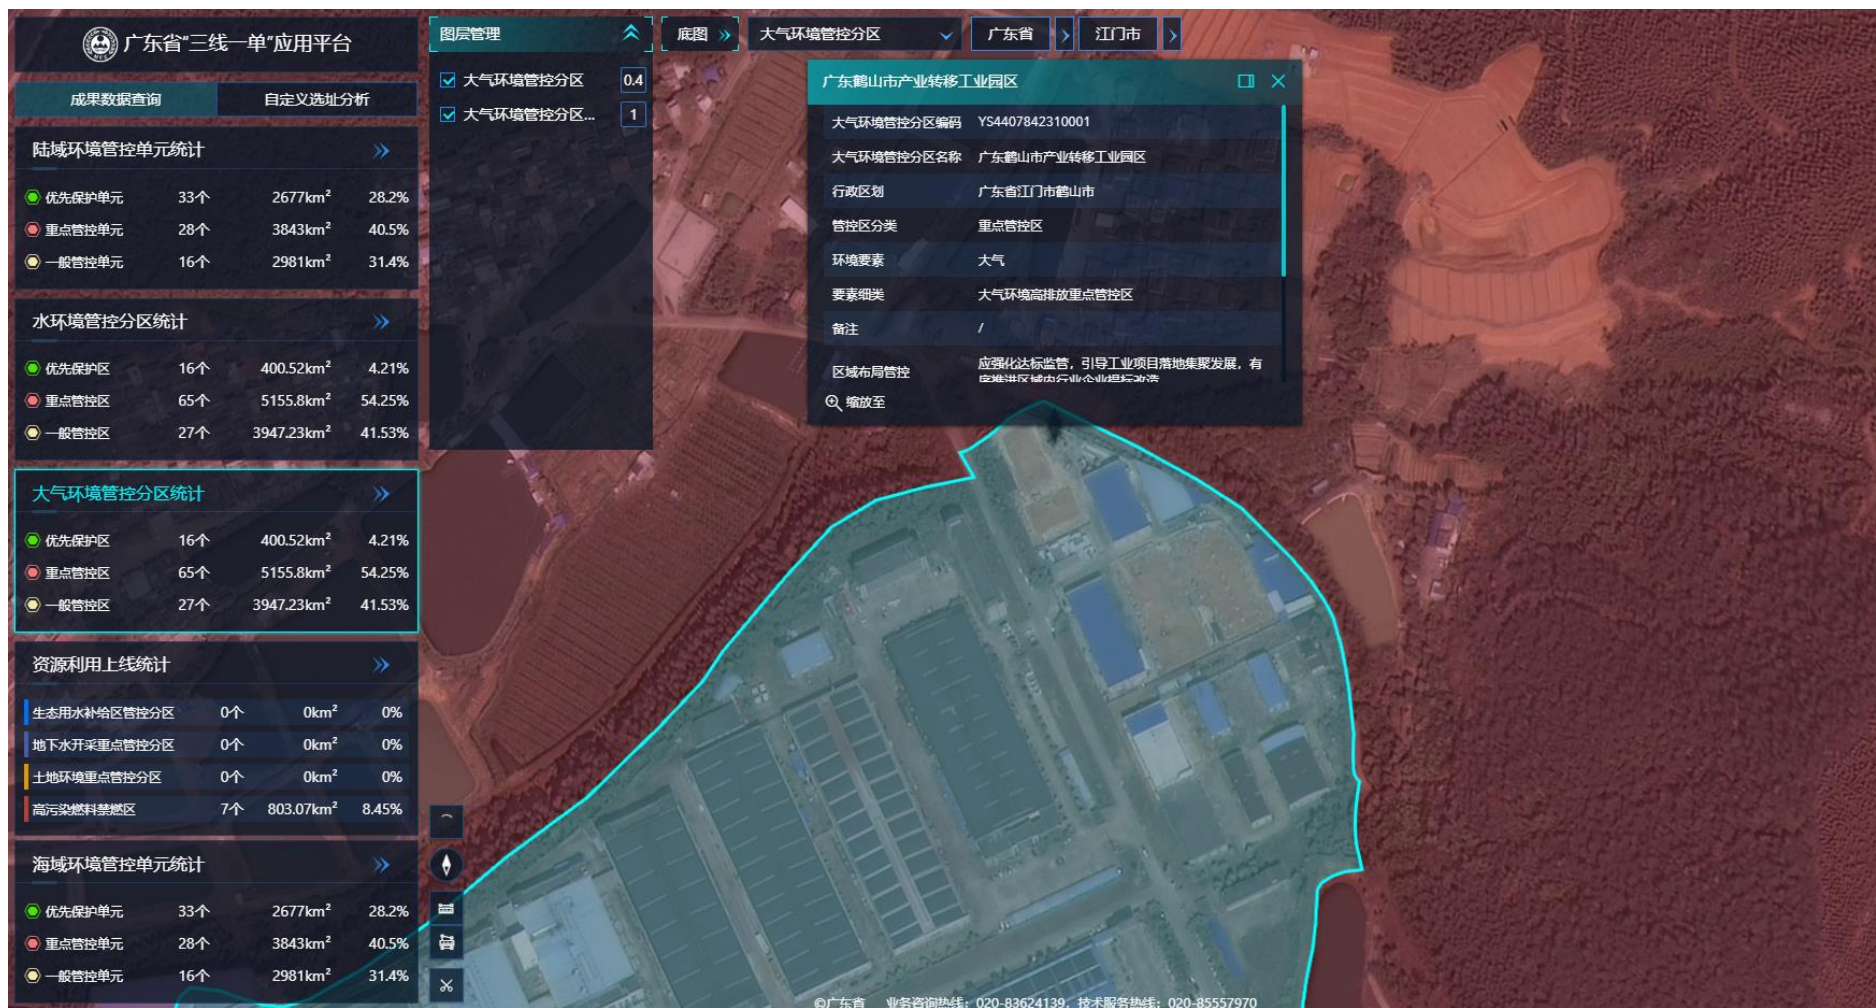 广东省"三线一单"应用平台
成果数据查询 自定义选址分析
陆域环境管控单元统计
优先保护单元 33个 2677km² 28.2%
重点管控单元 28个 3843km² 40.5%
一般管控单元 16个 2981km² 31.4%
水环境管控分区统计
优先保护区 16个 400.52km² 4.21%
重点管控区 65个 5155.8km² 54.25%
一般管控区 27个 3947.23km² 41.53%
大气环境管控分区统计
优先保护区 16个 400.52km² 4.21%
重点管控区 65个 5155.8km² 54.25%
一般管控区 27个 3947.23km² 41.53%
资源利用上线统计
生态用水补给区管控分区 0个 0km² 0%
地下水开采重点管控分区 0个 0km² 0%
土地环境重点管控分区 0个 0km² 0%
高污染燃料禁燃区 7个 803.07km² 8.45%
海域环境管控单元统计
优先保护单元 33个 2677km² 28.2%
重点管控单元 28个 3843km² 40.5%
一般管控单元 16个 2981km² 31.4%
图层管理
大气环境管控分区 0.4
大气环境管控分区... 1
底图 大气环境管控分区 广东省 江门市
广东鹤山市产业转移工业园区
大气环境管控分区编码 YS4407842310001
大气环境管控分区名称 广东鹤山市产业转移工业园区
行政区划 广东省江门市鹤山市
管控区分类 重点管控区
环境要素 大气
要素细类 大气环境高排放重点管控区
备注 /
区域布局管控 应强化达标监管，引导工业项目落地集聚发展，有
序推进区域内行业企业提标改造
缩放至
©广东省 业务咨询热线：020-83624139，技术服务热线：020-85557970